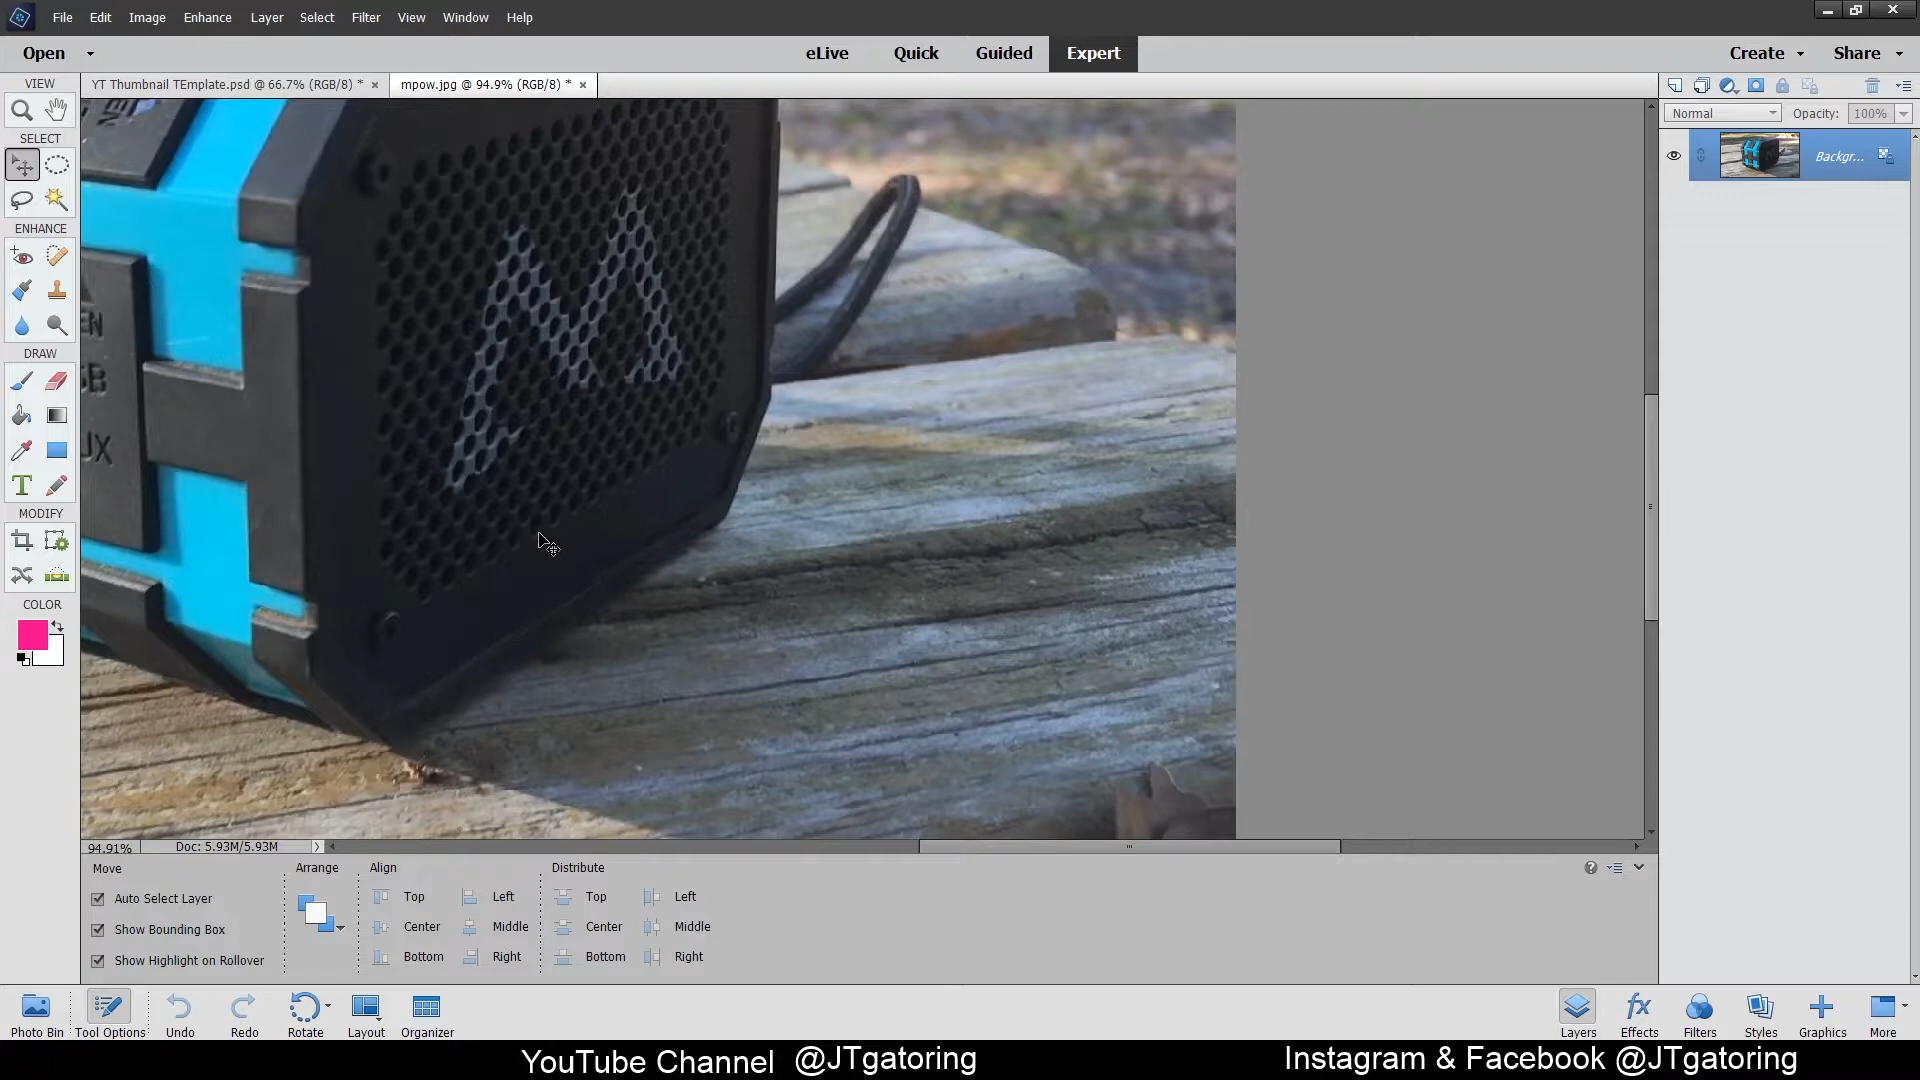 File Edit Image Enhance Layer Select Filter View Window Help
Open eLive Quick Guided Expert Create Share
VIEW YT Thumbnail TEmplate.psd @ 66.7% (RGB/8) * × mpow.jpg @ 94.9% (RGB/8) * ×
Normal Opacity: 100%
SELECT
Backgr...
ENHANCE
DRAW
MODIFY
COLOR
94.91% Doc: 5.93M/5.93M
Move Arrange Align Distribute
Auto Select Layer Top Left Top Left
Show Bounding Box Center Middle Center Middle
Show Highlight on Rollover Bottom Right Bottom Right
Photo Bin Tool Options Undo Redo Rotate Layout Organizer Layers Effects Filters Styles Graphics More
YouTube Channel @JTgatoring Instagram & Facebook @JTgatoring